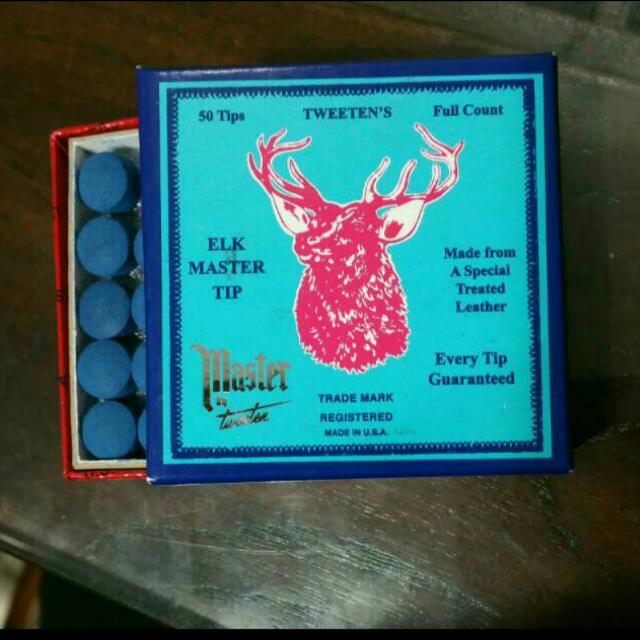 50 Tips
TWEETEN'S
Full Count
ELK
MASTER
TIP
Made from
A Special
Treated
Leather
Every Tip
Guaranteed
Master
by
tweeten
TRADE MARK
REGISTERED
MADE IN U.S.A.